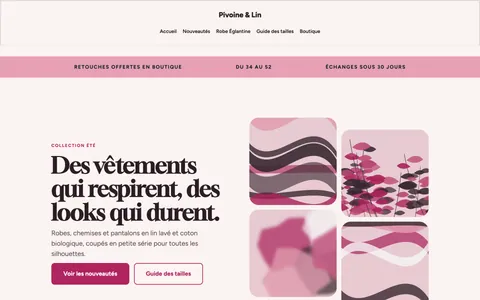 Pivoine & Lin
Accueil Nouveautés Robe Églantine Guide des tailles Boutique
RETOUCHES OFFERTES EN BOUTIQUE DU 34 AU 52 ÉCHANGES SOUS 30 JOURS
COLLECTION ÉTÉ
Des vêtements
qui respirent, des
looks qui durent.
Robes, chemises et pantalons en lin lavé et coton
biologique, coupés en petite série pour toutes les
silhouettes.
Voir les nouveautés Guide des tailles